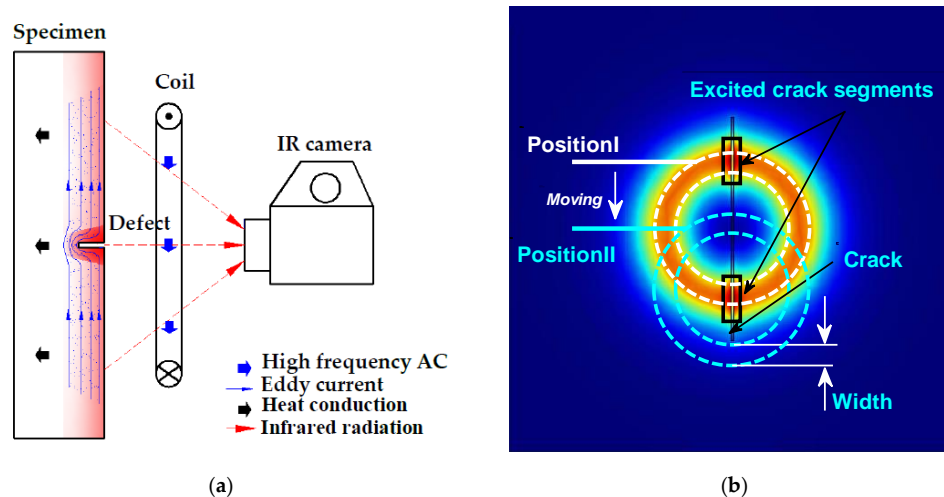 Specimen
Coil
IR camera
Defect
High frequency AC
Eddy current
Heat conduction
Infrared radiation
(a)
Excited crack segments
PositionI
Moving
PositionII
Crack
Width
(b)